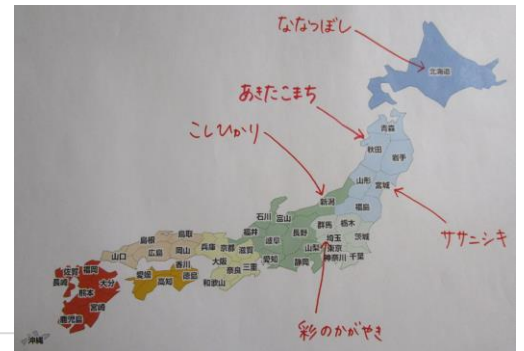 ななつぼし
北海道
あきたこまち
青森
秋田
岩手
こしひかり
山形
宮城
新潟
福島
ササニシキ
石川
富山
群馬
栃木
福井
長野
埼玉
茨城
岐阜
山梨
東京
愛知
静岡
神奈川
千葉
島根
鳥取
兵庫
京都
滋賀
山口
広島
岡山
大阪
香川
奈良
三重
愛媛
高知
徳島
和歌山
佐賀
福岡
長崎
大分
熊本
宮崎
鹿児島
沖縄
彩のかがやき